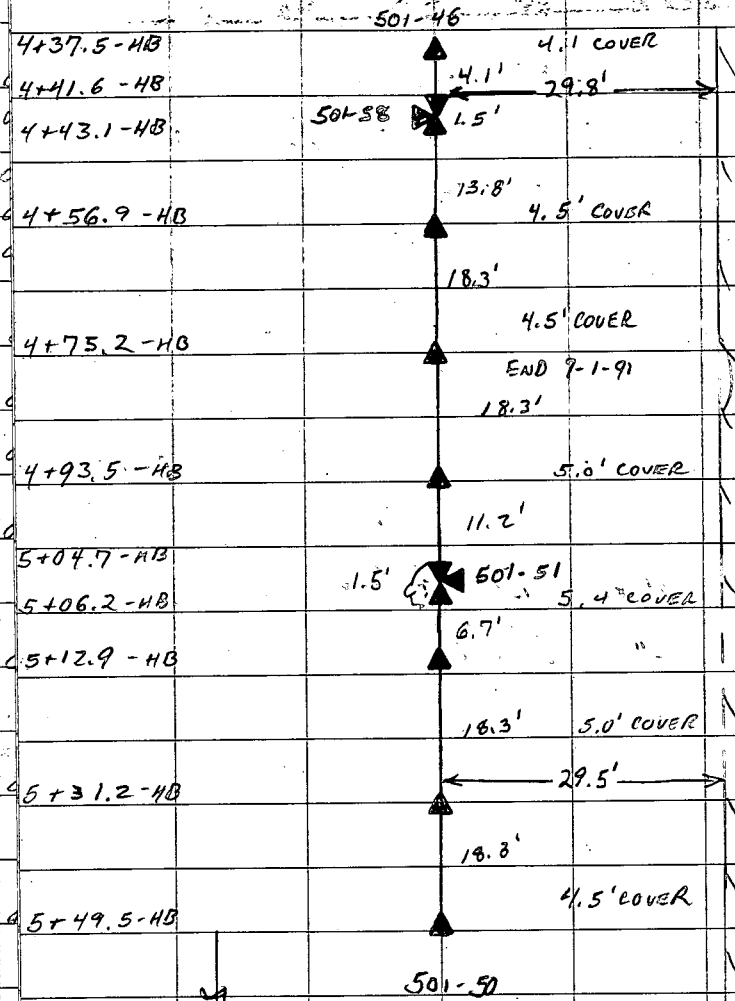 501-46
4+37.5-HB
4.1 COVER
4+41.6-HB
4.1'
29.8'
501-58
1.5'
4+43.1-HB
13.8'
4+56.9-HB
4.5' COVER
18.3'
4.5' COVER
4+75.2-HB
END 9-1-91
18.3'
4+93.5-HB
5.0' COVER
11.2'
5+04.7-HB
1.5'
501-51
5+06.2-HB
5.4' COVER
6.7'
5+12.9-HB
18.3'
5.0' COVER
29.5'
5+31.2-HB
18.3'
4.5' COVER
5+49.5-HB
501-50